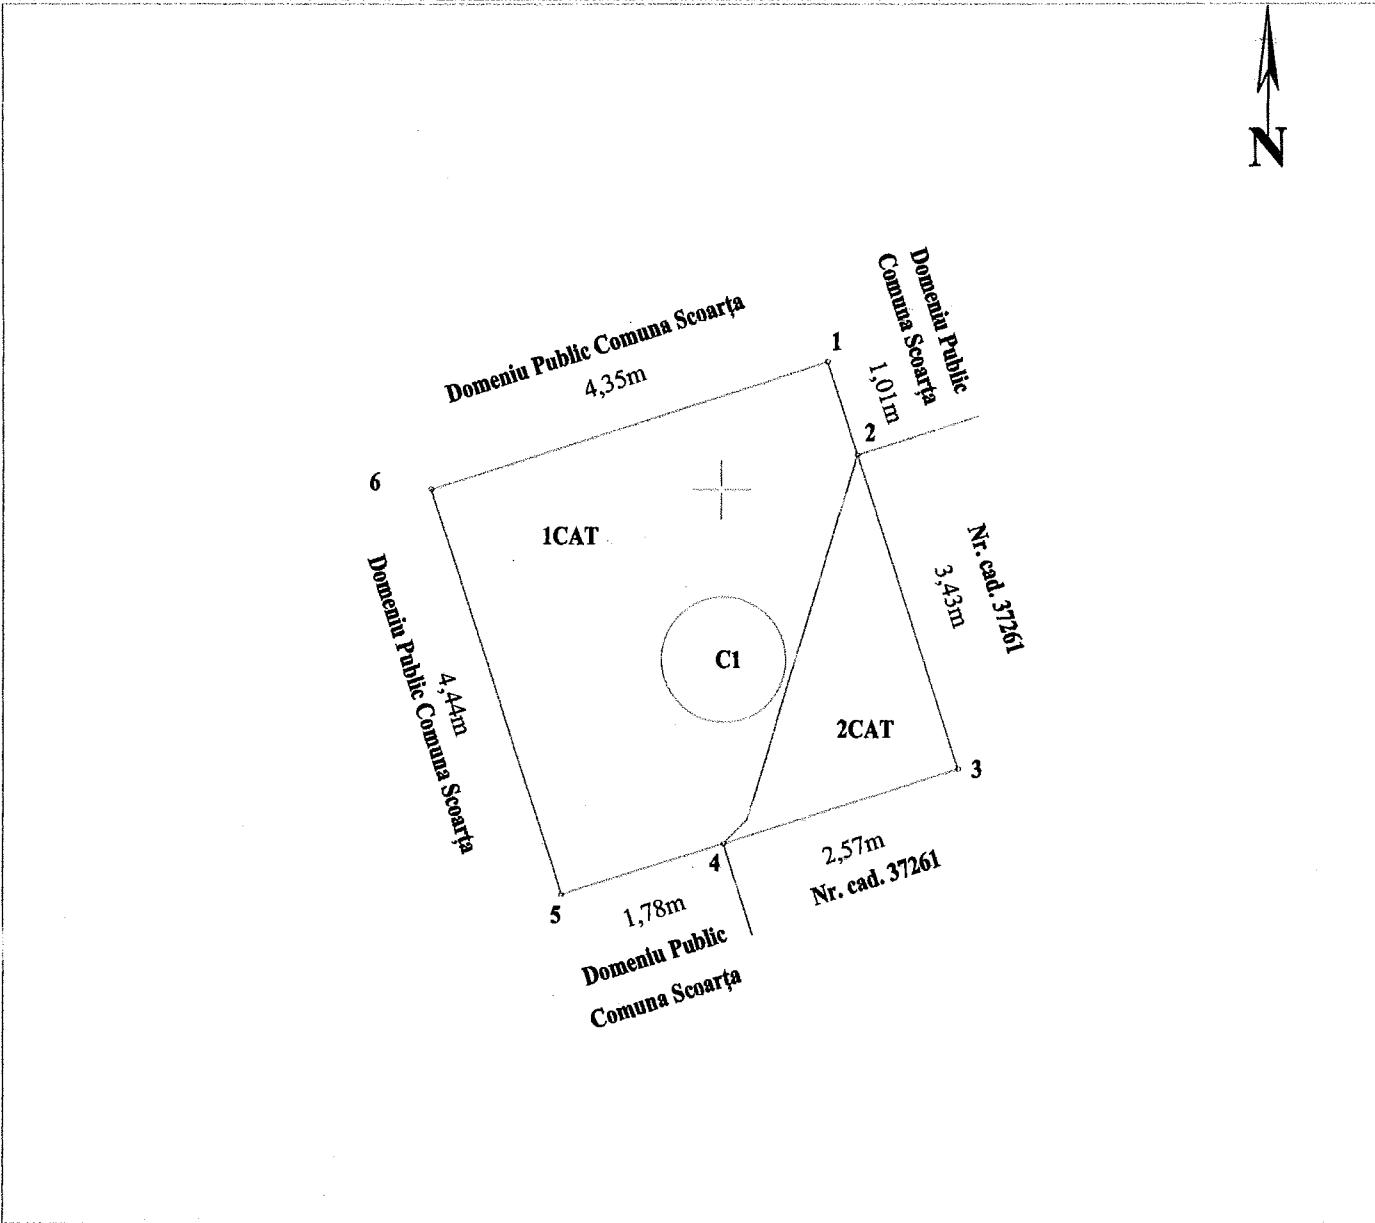 N
Domeniu Public
Comuna Scoarța
Domeniu Public Comuna Scoarța
4,35m
1
1,01m
2
6
1CAT
Nr. cad. 37261
3,43m
Domeniu Public Comuna Scoarța
4,44m
C1
2CAT
3
2,57m
Nr. cad. 37261
4
5
1,78m
Domeniu Public
Comuna Scoarța